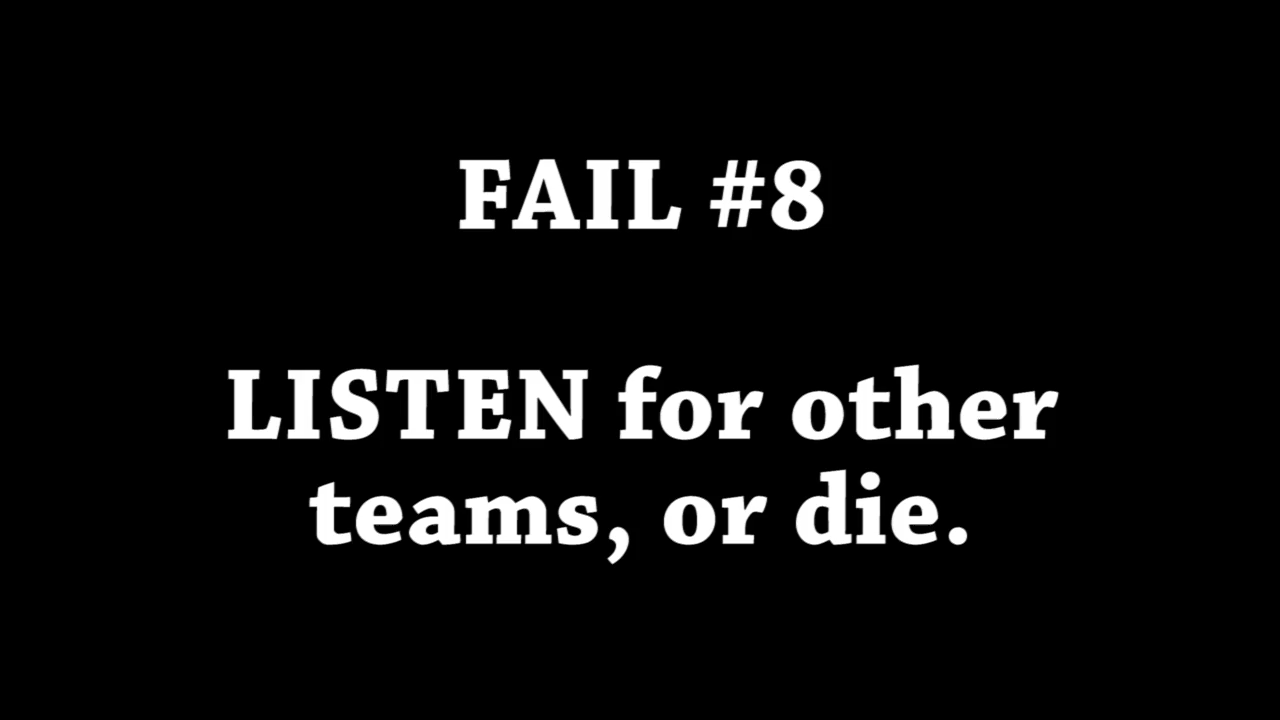 FAIL #8
LISTEN for other
teams, or die.